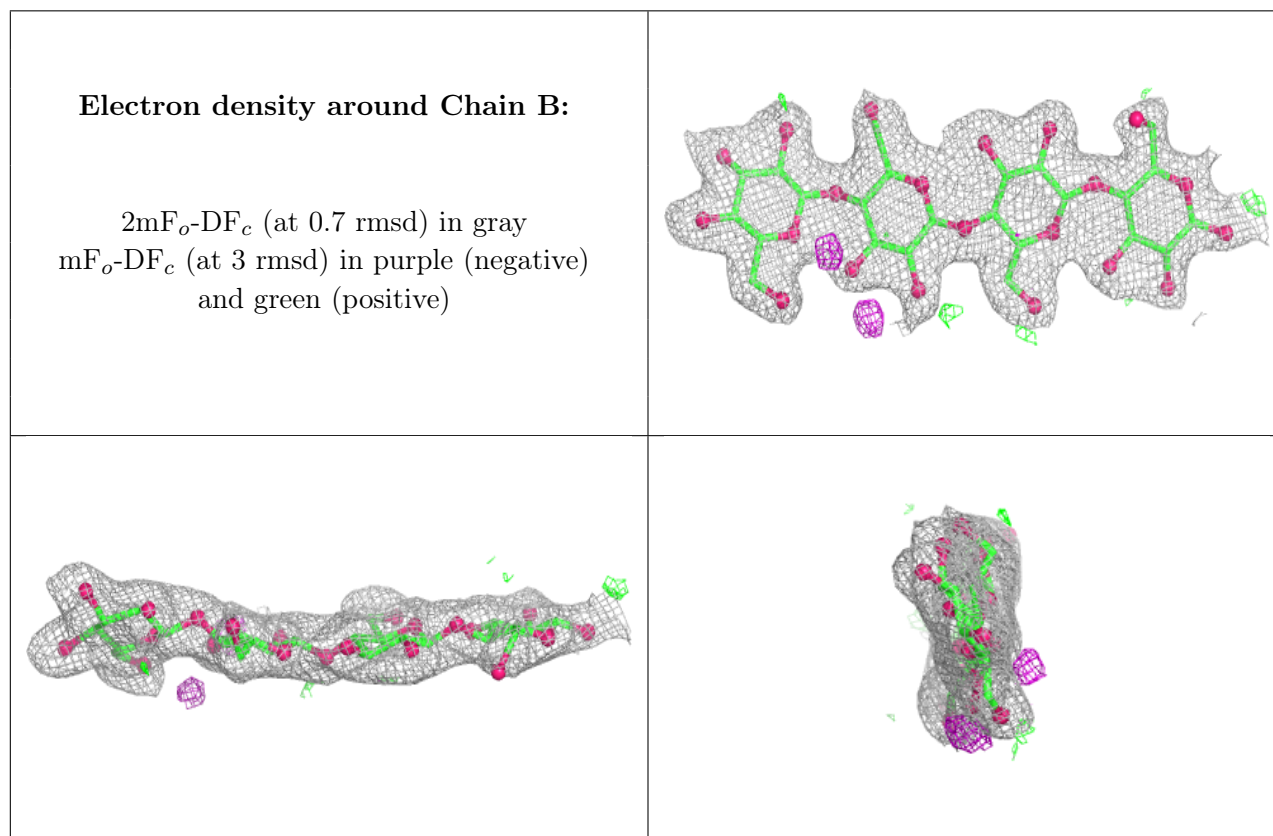 Electron density around Chain B:
2mFₒ-DF𝒸 (at 0.7 rmsd) in gray
mFₒ-DF𝒸 (at 3 rmsd) in purple (negative)
and green (positive)